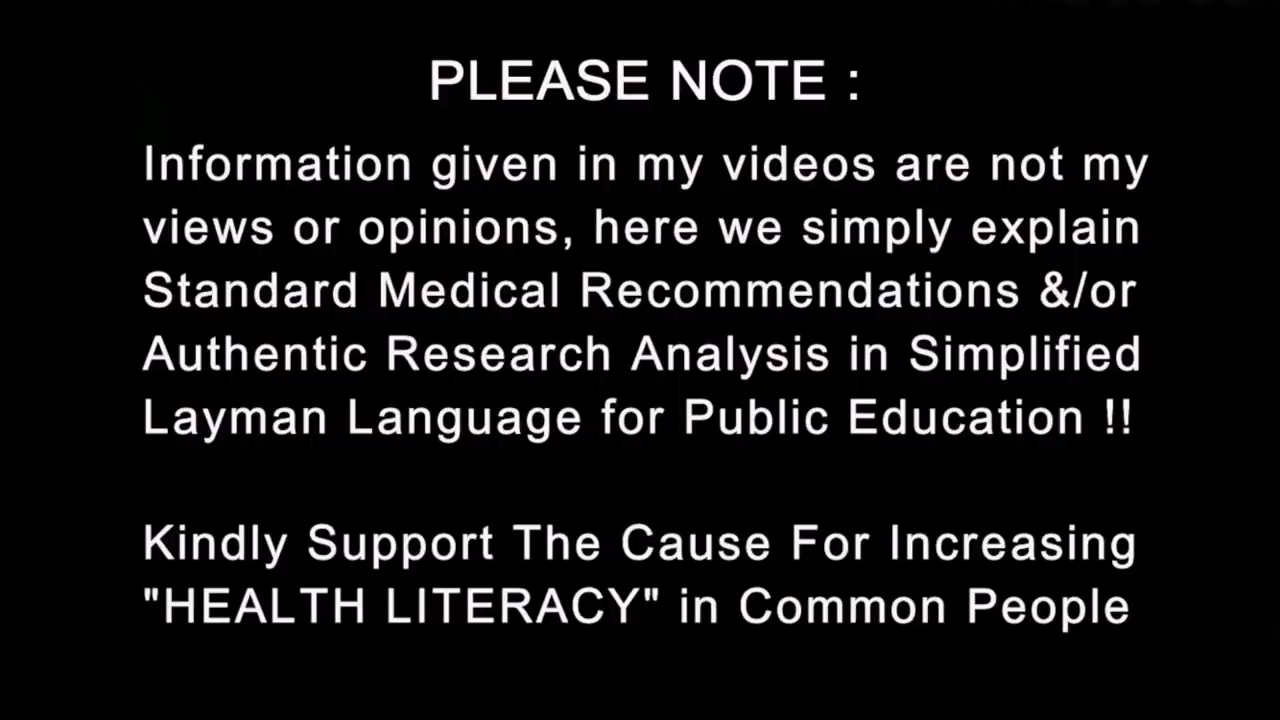 PLEASE NOTE :
Information given in my videos are not my
views or opinions, here we simply explain
Standard Medical Recommendations &/or
Authentic Research Analysis in Simplified
Layman Language for Public Education !!
Kindly Support The Cause For Increasing
"HEALTH LITERACY" in Common People